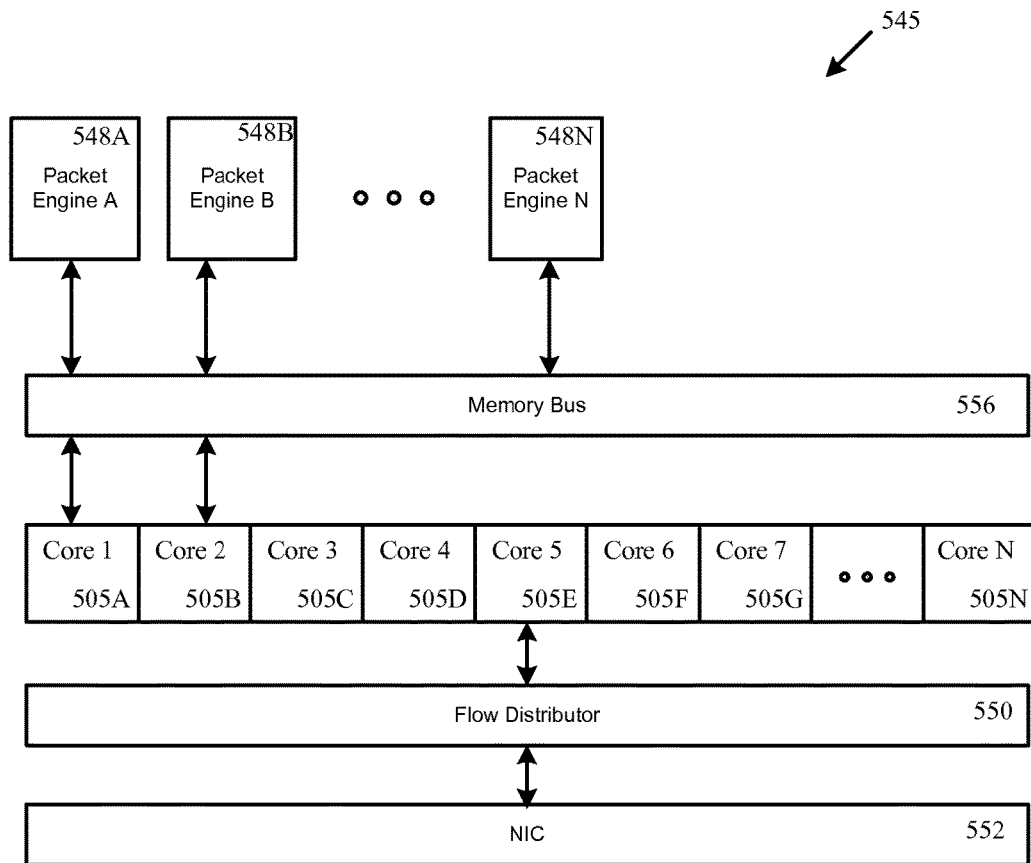 545
548A
Packet
Engine A
548B
Packet
Engine B
548N
Packet
Engine N
Memory Bus 556
Core 1 Core 2 Core 3 Core 4 Core 5 Core 6 Core 7 Core N
505A 505B 505C 505D 505E 505F 505G 505N
Flow Distributor 550
NIC 552